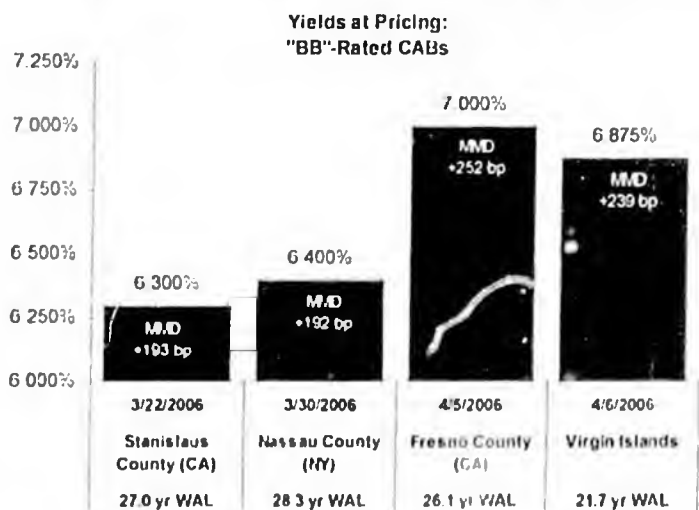 Yields at Pricing:
"BB"-Rated CABs
7.250%
7 000%
6 750%
6 500%
6 250%
6 000%
6 300%
MMD
+193 bp
6 400%
MMD
+192 bp
7 000%
MMD
+252 bp
6 875%
MMD
+239 bp
3/22/2006
3/30/2006
4/5/2006
4/6/2006
Stanislaus
County (CA)
Nassau County
(NY)
Fresno County
(CA)
Virgin Islands
27.0 yr WAL
28.3 yr WAL
26.1 yr WAL
21.7 yr WAL